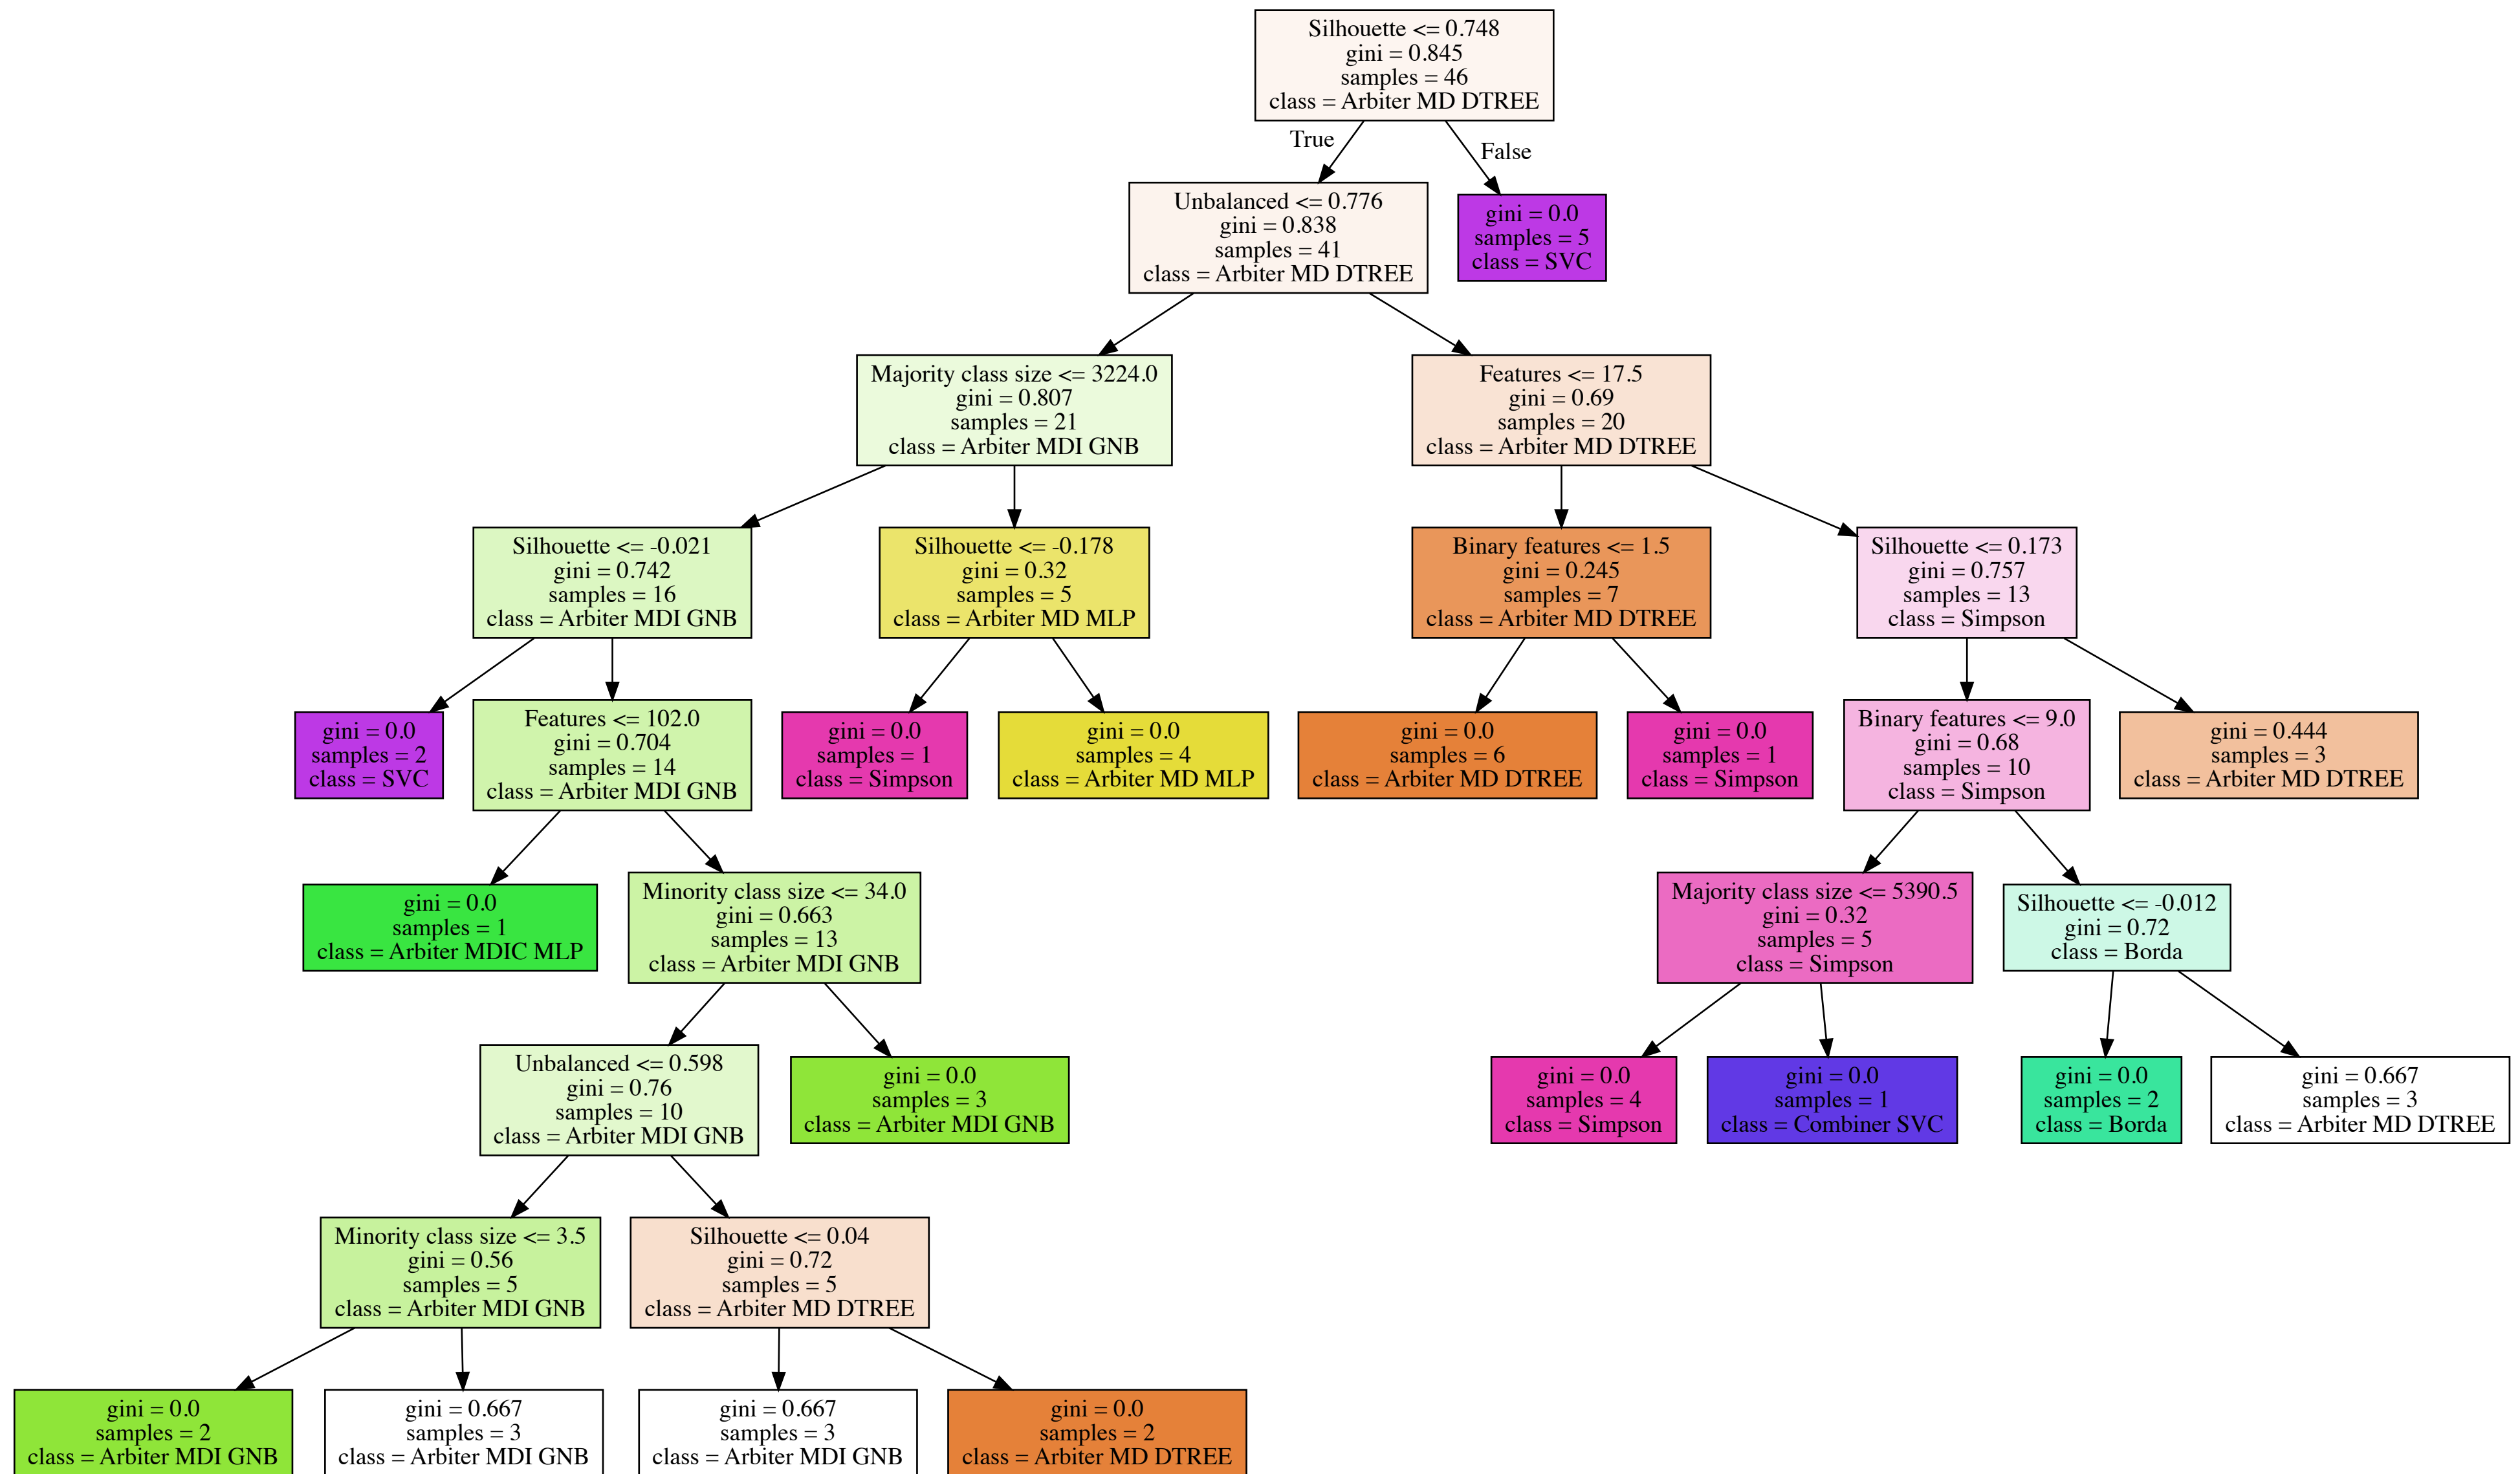 Silhouette <= 0.748
gini = 0.845
samples = 46
class = Arbiter MD DTREE
True
False
Unbalanced <= 0.776
gini = 0.838
samples = 41
class = Arbiter MD DTREE
gini = 0.0
samples = 5
class = SVC
Majority class size <= 3224.0
gini = 0.807
samples = 21
class = Arbiter MDI GNB
Features <= 17.5
gini = 0.69
samples = 20
class = Arbiter MD DTREE
Silhouette <= -0.021
gini = 0.742
samples = 16
class = Arbiter MDI GNB
Silhouette <= -0.178
gini = 0.32
samples = 5
class = Arbiter MD MLP
Binary features <= 1.5
gini = 0.245
samples = 7
class = Arbiter MD DTREE
Silhouette <= 0.173
gini = 0.757
samples = 13
class = Simpson
gini = 0.0
samples = 2
class = SVC
Features <= 102.0
gini = 0.704
samples = 14
class = Arbiter MDI GNB
gini = 0.0
samples = 1
class = Simpson
gini = 0.0
samples = 4
class = Arbiter MD MLP
gini = 0.0
samples = 6
class = Arbiter MD DTREE
gini = 0.0
samples = 1
class = Simpson
Binary features <= 9.0
gini = 0.68
samples = 10
class = Simpson
gini = 0.444
samples = 3
class = Arbiter MD DTREE
gini = 0.0
samples = 1
class = Arbiter MDIC MLP
Minority class size <= 34.0
gini = 0.663
samples = 13
class = Arbiter MDI GNB
Majority class size <= 5390.5
gini = 0.32
samples = 5
class = Simpson
Silhouette <= -0.012
gini = 0.72
class = Borda
Unbalanced <= 0.598
gini = 0.76
samples = 10
class = Arbiter MDI GNB
gini = 0.0
samples = 3
class = Arbiter MDI GNB
gini = 0.0
samples = 4
class = Simpson
gini = 0.0
samples = 1
class = Combiner SVC
gini = 0.0
samples = 2
class = Borda
gini = 0.667
samples = 3
class = Arbiter MD DTREE
Minority class size <= 3.5
gini = 0.56
samples = 5
class = Arbiter MDI GNB
Silhouette <= 0.04
gini = 0.72
samples = 5
class = Arbiter MD DTREE
gini = 0.0
samples = 2
class = Arbiter MDI GNB
gini = 0.667
samples = 3
class = Arbiter MDI GNB
gini = 0.667
samples = 3
class = Arbiter MDI GNB
gini = 0.0
samples = 2
class = Arbiter MD DTREE